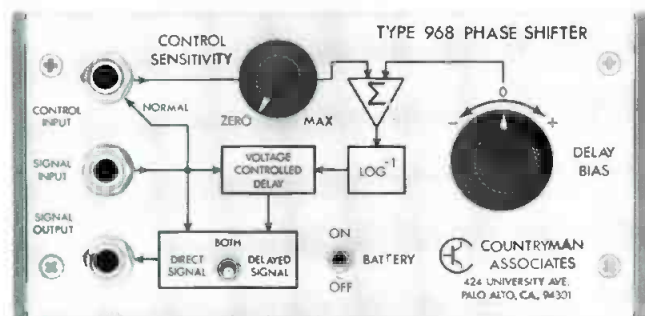 TYPE 968 PHASE SHIFTER
CONTROL
SENSITIVITY
ZERO
MAX
Σ
-
0
+
DELAY
BIAS
CONTROL
INPUT
NORMAL
SIGNAL
INPUT
VOLTAGE
CONTROLLED
DELAY
LOG-1
SIGNAL
OUTPUT
BOTH
DIRECT
SIGNAL
DELAYED
SIGNAL
ON
BATTERY
OFF
COUNTRYMAN
ASSOCIATES
424 UNIVERSITY AVE.
PALO ALTO, CA, 94301